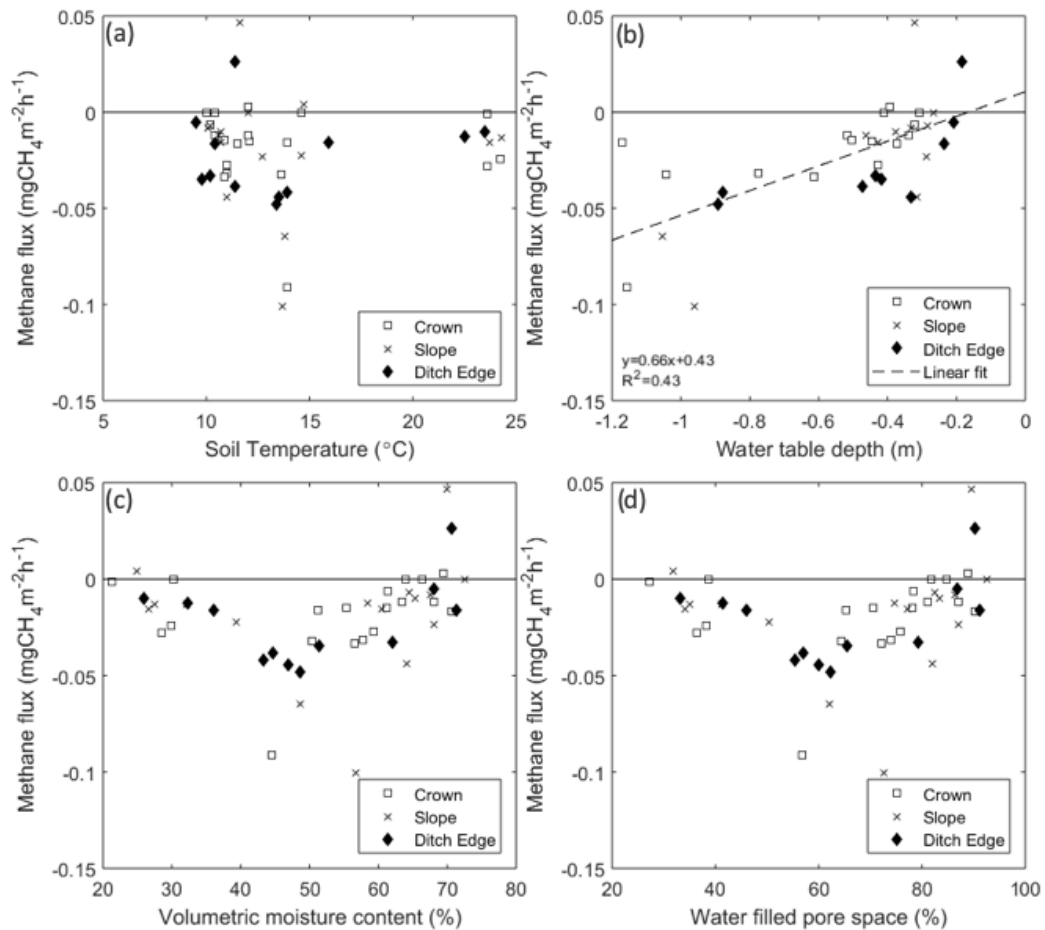 (a)
0.05
0
-0.05
-0.1
-0.15
Methane flux (mgCH4m-2h-1)
□ Crown
× Slope
◆ Ditch Edge
5 10 15 20 25
Soil Temperature (°C)
(b)
0.05
0
-0.05
-0.1
-0.15
Methane flux (mgCH4m-2h-1)
y=0.66x+0.43
R2=0.43
□ Crown
× Slope
◆ Ditch Edge
Linear fit
-1.2 -1 -0.8 -0.6 -0.4 -0.2 0
Water table depth (m)
(c)
0.05
0
-0.05
-0.1
-0.15
Methane flux (mgCH4m-2h-1)
□ Crown
× Slope
◆ Ditch Edge
20 30 40 50 60 70 80
Volumetric moisture content (%)
(d)
0.05
0
-0.05
-0.1
-0.15
Methane flux (mgCH4m-2h-1)
□ Crown
× Slope
◆ Ditch Edge
20 40 60 80 100
Water filled pore space (%)